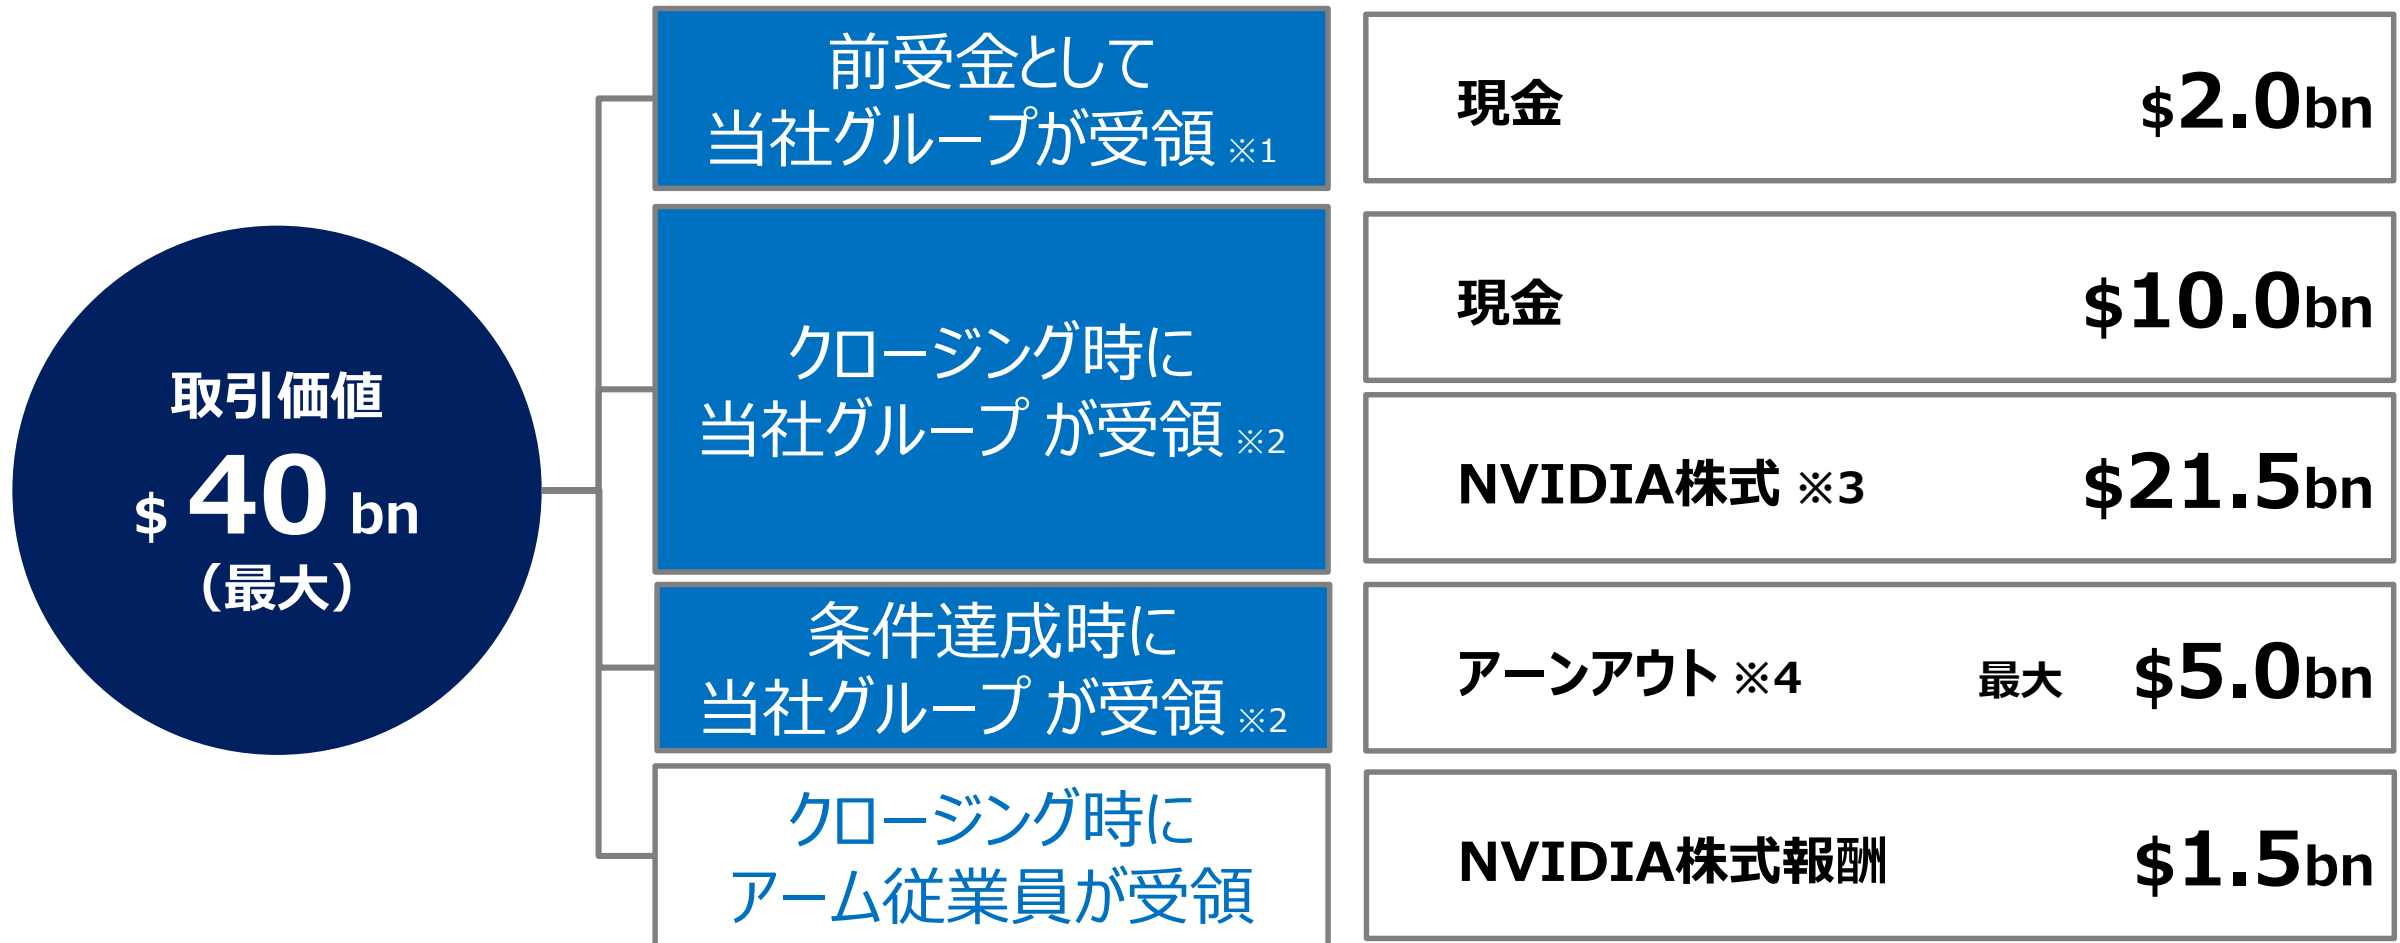 取引価値
$ 40 bn
（最大）
前受金として
当社グループが受領 ※1
現金 $2.0bn
クロージング時に
当社グループ が受領 ※2
現金 $10.0bn
NVIDIA株式 ※3 $21.5bn
条件達成時に
当社グループ が受領 ※2
アーンアウト ※4 最大 $5.0bn
クロージング時に
アーム従業員が受領
NVIDIA株式報酬 $1.5bn